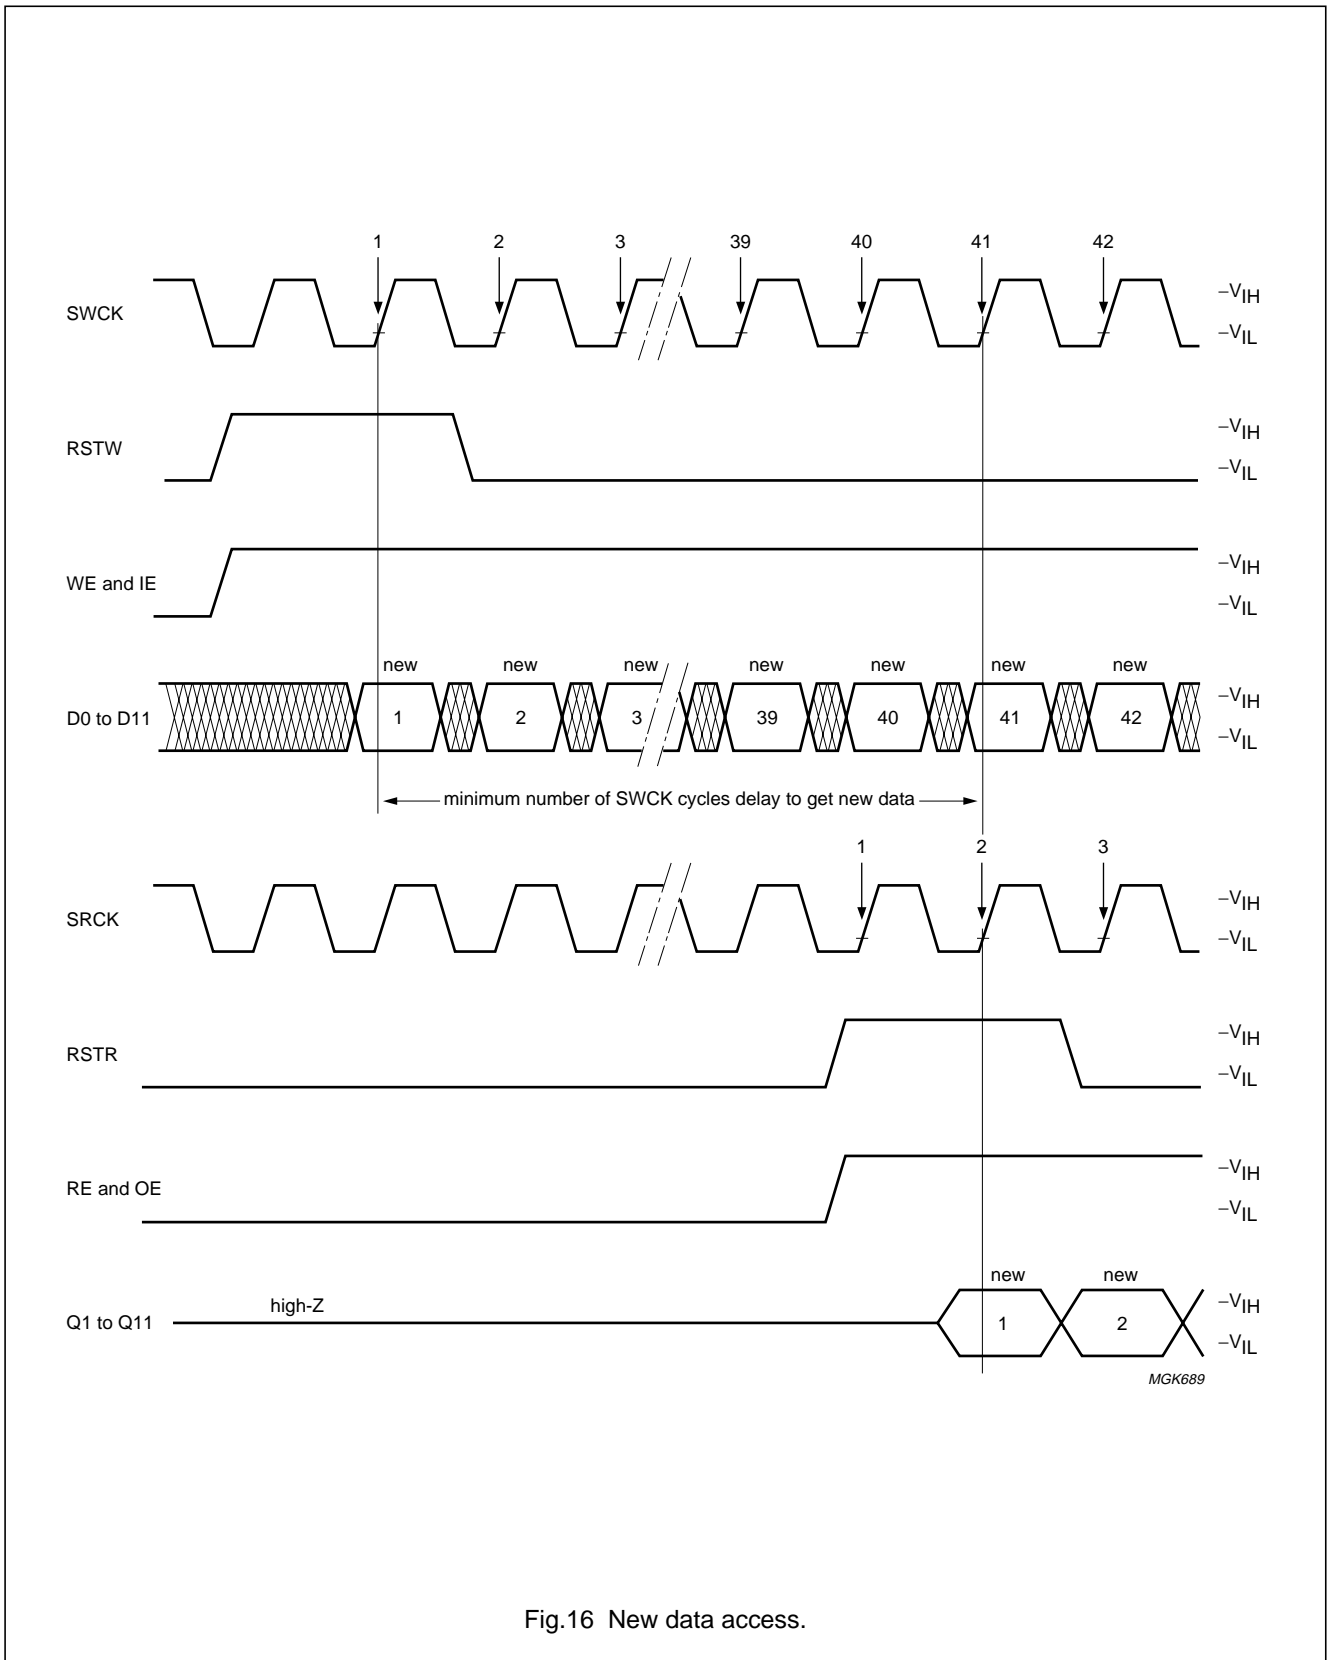 1 2 3 39 40 41 42
SWCK
–VIH
–VIL
RSTW
–VIH
–VIL
WE and IE
–VIH
–VIL
new new new new new new new
D0 to D11
1 2 3 39 40 41 42
–VIH
–VIL
minimum number of SWCK cycles delay to get new data
1 2 3
SRCK
–VIH
–VIL
RSTR
–VIH
–VIL
RE and OE
–VIH
–VIL
new new
high-Z
Q1 to Q11
1 2
–VIH
–VIL
MGK689
Fig.16 New data access.